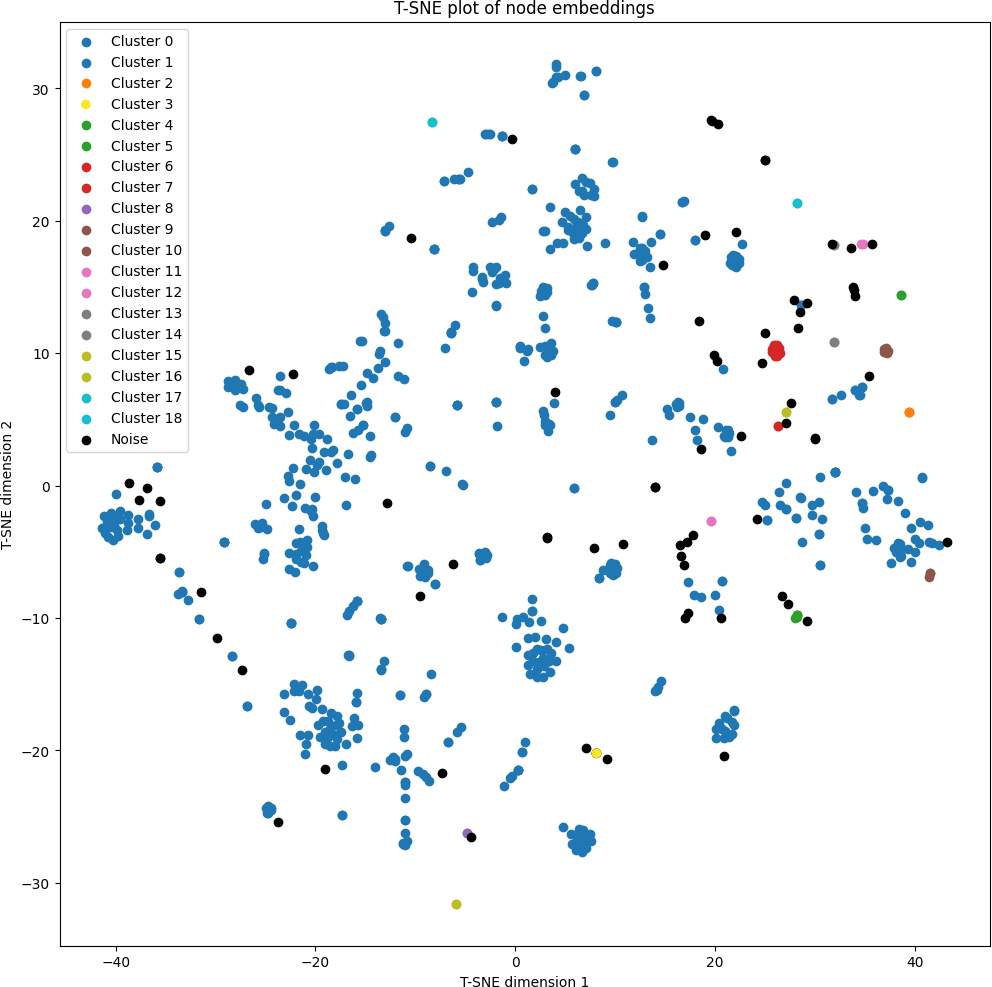 T-SNE plot of node embeddings
Cluster 0
Cluster 1
Cluster 2
Cluster 3
Cluster 4
Cluster 5
Cluster 6
Cluster 7
Cluster 8
Cluster 9
Cluster 10
Cluster 11
Cluster 12
Cluster 13
Cluster 14
Cluster 15
Cluster 16
Cluster 17
Cluster 18
Noise
T-SNE dimension 2
30
20
10
0
−10
−20
−30
−40
−20
0
20
40
T-SNE dimension 1